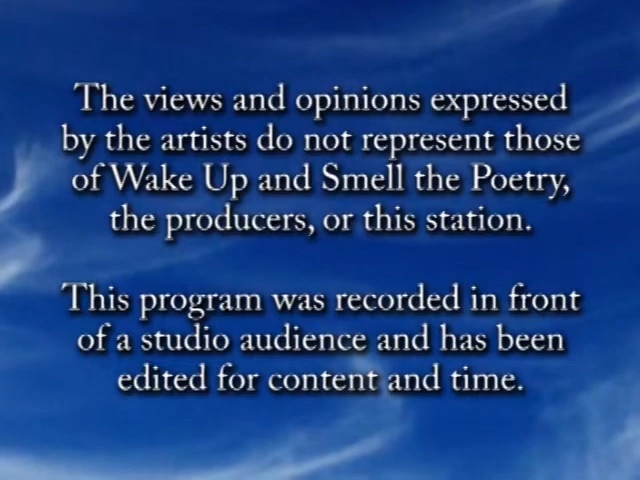 The views and opinions expressed
by the artists do not represent those
of Wake Up and Smell the Poetry,
the producers, or this station.
This program was recorded in front
of a studio audience and has been
edited for content and time.